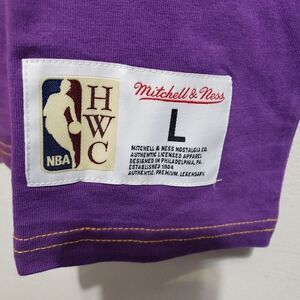 H
W
C
NBA
Mitchell & Ness
L
MITCHELL & NESS NOSTALGIA CO.
AUTHENTIC LICENSED APPAREL
DESIGNED IN PHILADELPHIA, PA
ESTABLISHED 1904
AUTHENTIC. PREMIUM. LEGENDARY.